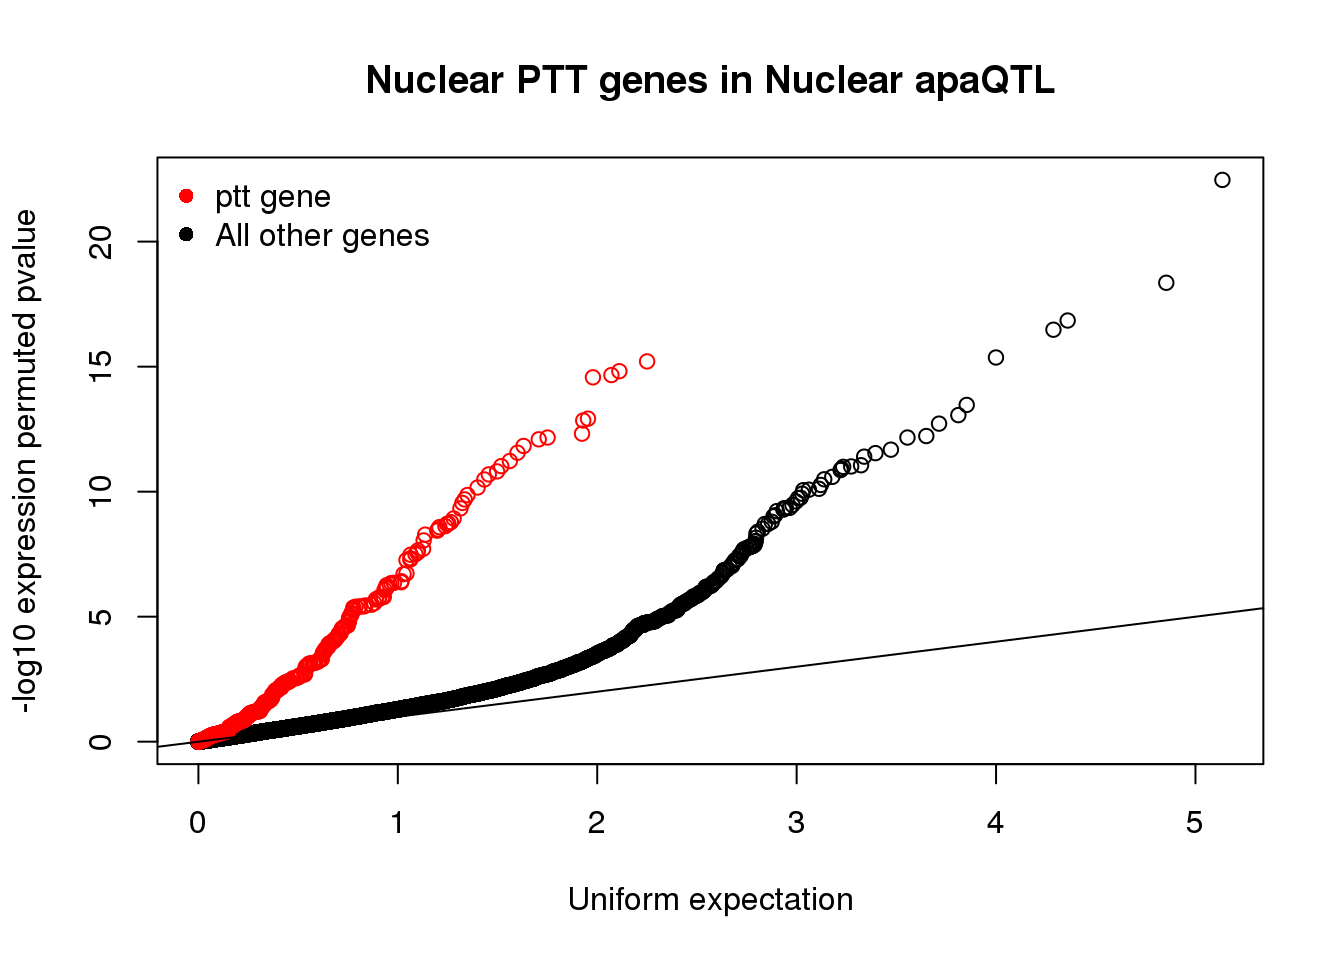 Nuclear PTT genes in Nuclear apaQTL
ptt gene
All other genes
-log10 expression permuted pvalue
20
15
10
5
0
0 1 2 3 4 5
Uniform expectation